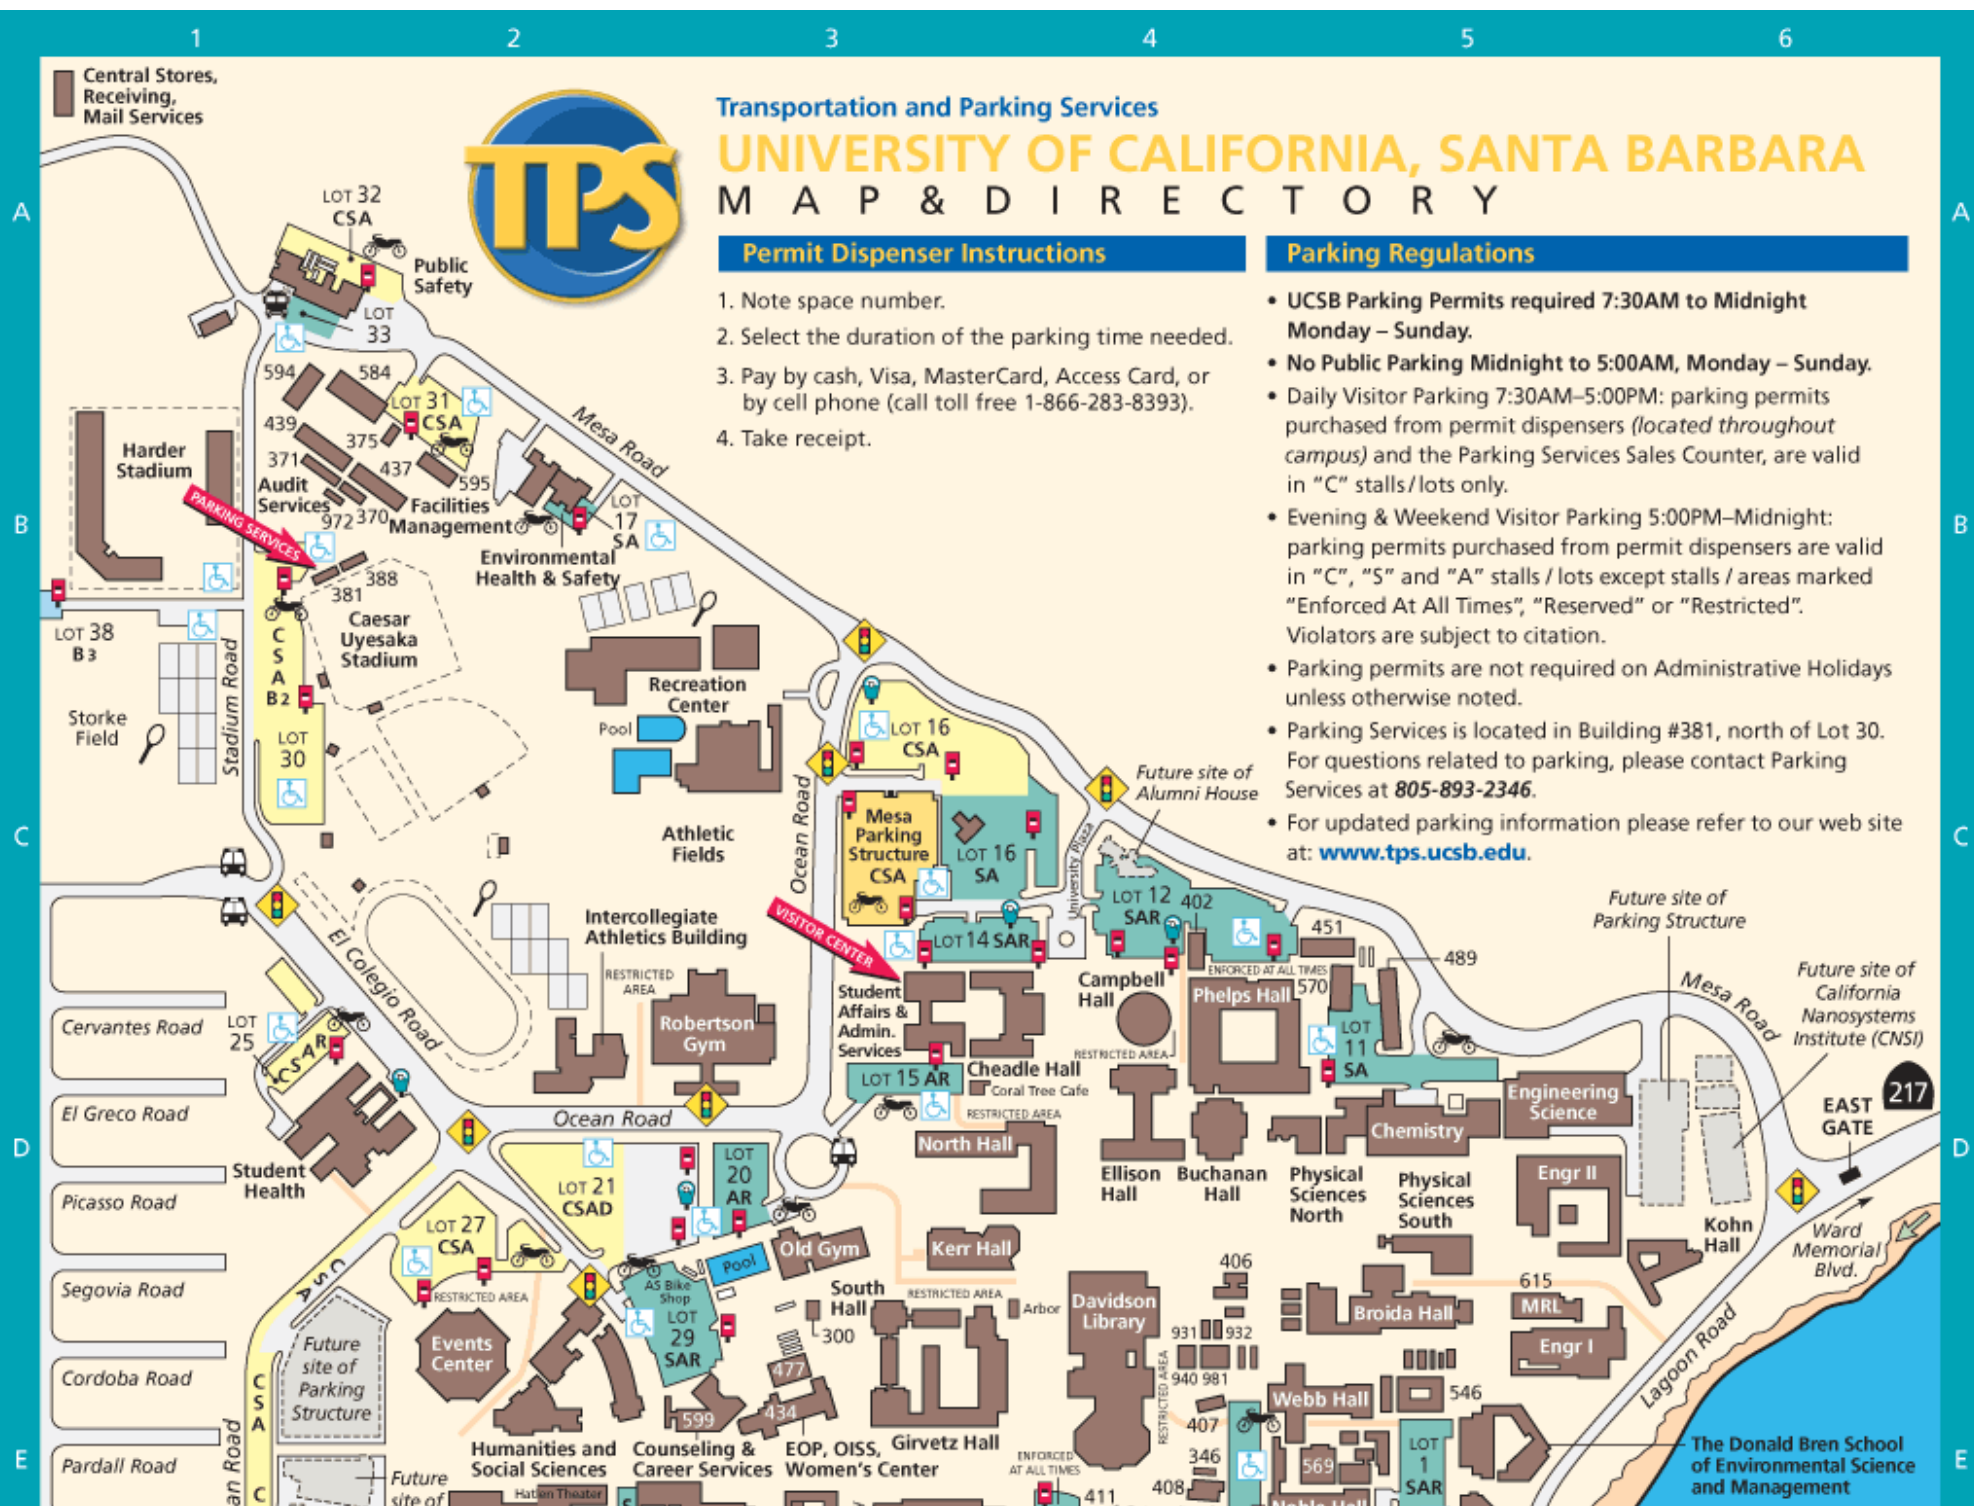 1 2 3 4 5 6
Central Stores,
Receiving,
Mail Services
TPS
Transportation and Parking Services
UNIVERSITY OF CALIFORNIA, SANTA BARBARA
MAP & DIRECTORY
Permit Dispenser Instructions
1. Note space number.
2. Select the duration of the parking time needed.
3. Pay by cash, Visa, MasterCard, Access Card, or
by cell phone (call toll free 1-866-283-8393).
4. Take receipt.
Parking Regulations
• UCSB Parking Permits required 7:30AM to Midnight
Monday – Sunday.
• No Public Parking Midnight to 5:00AM, Monday – Sunday.
• Daily Visitor Parking 7:30AM–5:00PM: parking permits
purchased from permit dispensers (located throughout
campus) and the Parking Services Sales Counter, are valid
in “C” stalls/lots only.
• Evening & Weekend Visitor Parking 5:00PM–Midnight:
parking permits purchased from permit dispensers are valid
in “C”, “S” and “A” stalls / lots except stalls / areas marked
“Enforced At All Times”, “Reserved” or “Restricted”.
Violators are subject to citation.
• Parking permits are not required on Administrative Holidays
unless otherwise noted.
• Parking Services is located in Building #381, north of Lot 30.
For questions related to parking, please contact Parking
Services at 805-893-2346.
• For updated parking information please refer to our web site
at: www.tps.ucsb.edu.
A
A
LOT 32
CSA
Public
Safety
LOT
33
594
584
LOT 31
CSA
439
375
371
437
595
Harder
Stadium
Audit
Services
972
370
Facilities
Management
Mesa Road
LOT
17
SA
PARKING SERVICES
B
B
Environmental
Health & Safety
388
381
LOT 38
B3
Caesar
Uyesaka
Stadium
C
S
A
B2
Stadium Road
Storke
Field
LOT
30
Recreation
Center
Pool
LOT 16
CSA
Ocean Road
Future site of
Alumni House
Mesa
Parking
Structure
CSA
LOT 16
SA
Athletic
Fields
C
C
University Plaza
LOT 12
SAR
402
Future site of
Parking Structure
VISITOR CENTER
Intercollegiate
Athletics Building
El Colegio Road
LOT 14 SAR
451
489
RESTRICTED
AREA
Student
Affairs &
Admin.
Services
Campbell
Hall
ENFORCED AT ALL TIMES
Phelps Hall
570
Mesa Road
Future site of
California
Nanosystems
Institute (CNSI)
Cervantes Road
LOT
25
CSAR
Robertson
Gym
LOT
11
SA
RESTRICTED AREA
Cheadle Hall
LOT 15 AR
Coral Tree Cafe
RESTRICTED AREA
Engineering
Science
217
EAST
GATE
El Greco Road
Ocean Road
North Hall
Chemistry
D
D
Student
Health
LOT
20
AR
LOT 21
CSAD
Ellison
Hall
Buchanan
Hall
Physical
Sciences
North
Physical
Sciences
South
Engr II
Picasso Road
LOT 27
CSA
Kohn
Hall
Ward
Memorial
Blvd.
Old Gym
Kerr Hall
Pool
CSA
Segovia Road
RESTRICTED AREA
AS Bike
Shop
LOT
29
SAR
South
Hall
300
RESTRICTED AREA
Arbor
Davidson
Library
406
615
MRL
Broida Hall
931
932
Engr I
Lagoon Road
Future
site of
Parking
Structure
Events
Center
477
RESTRICTED AREA
940 981
Cordoba Road
C
S
A
599
434
Webb Hall
546
407
Humanities and
Social Sciences
Counseling &
Career Services
EOP, OISS,
Women's Center
Girvetz Hall
ENFORCED
AT ALL TIMES
346
569
LOT
1
SAR
The Donald Bren School
of Environmental Science
and Management
E
E
Pardall Road
Future
site of
Hatlen Theater
C
411
408
Noble Hall